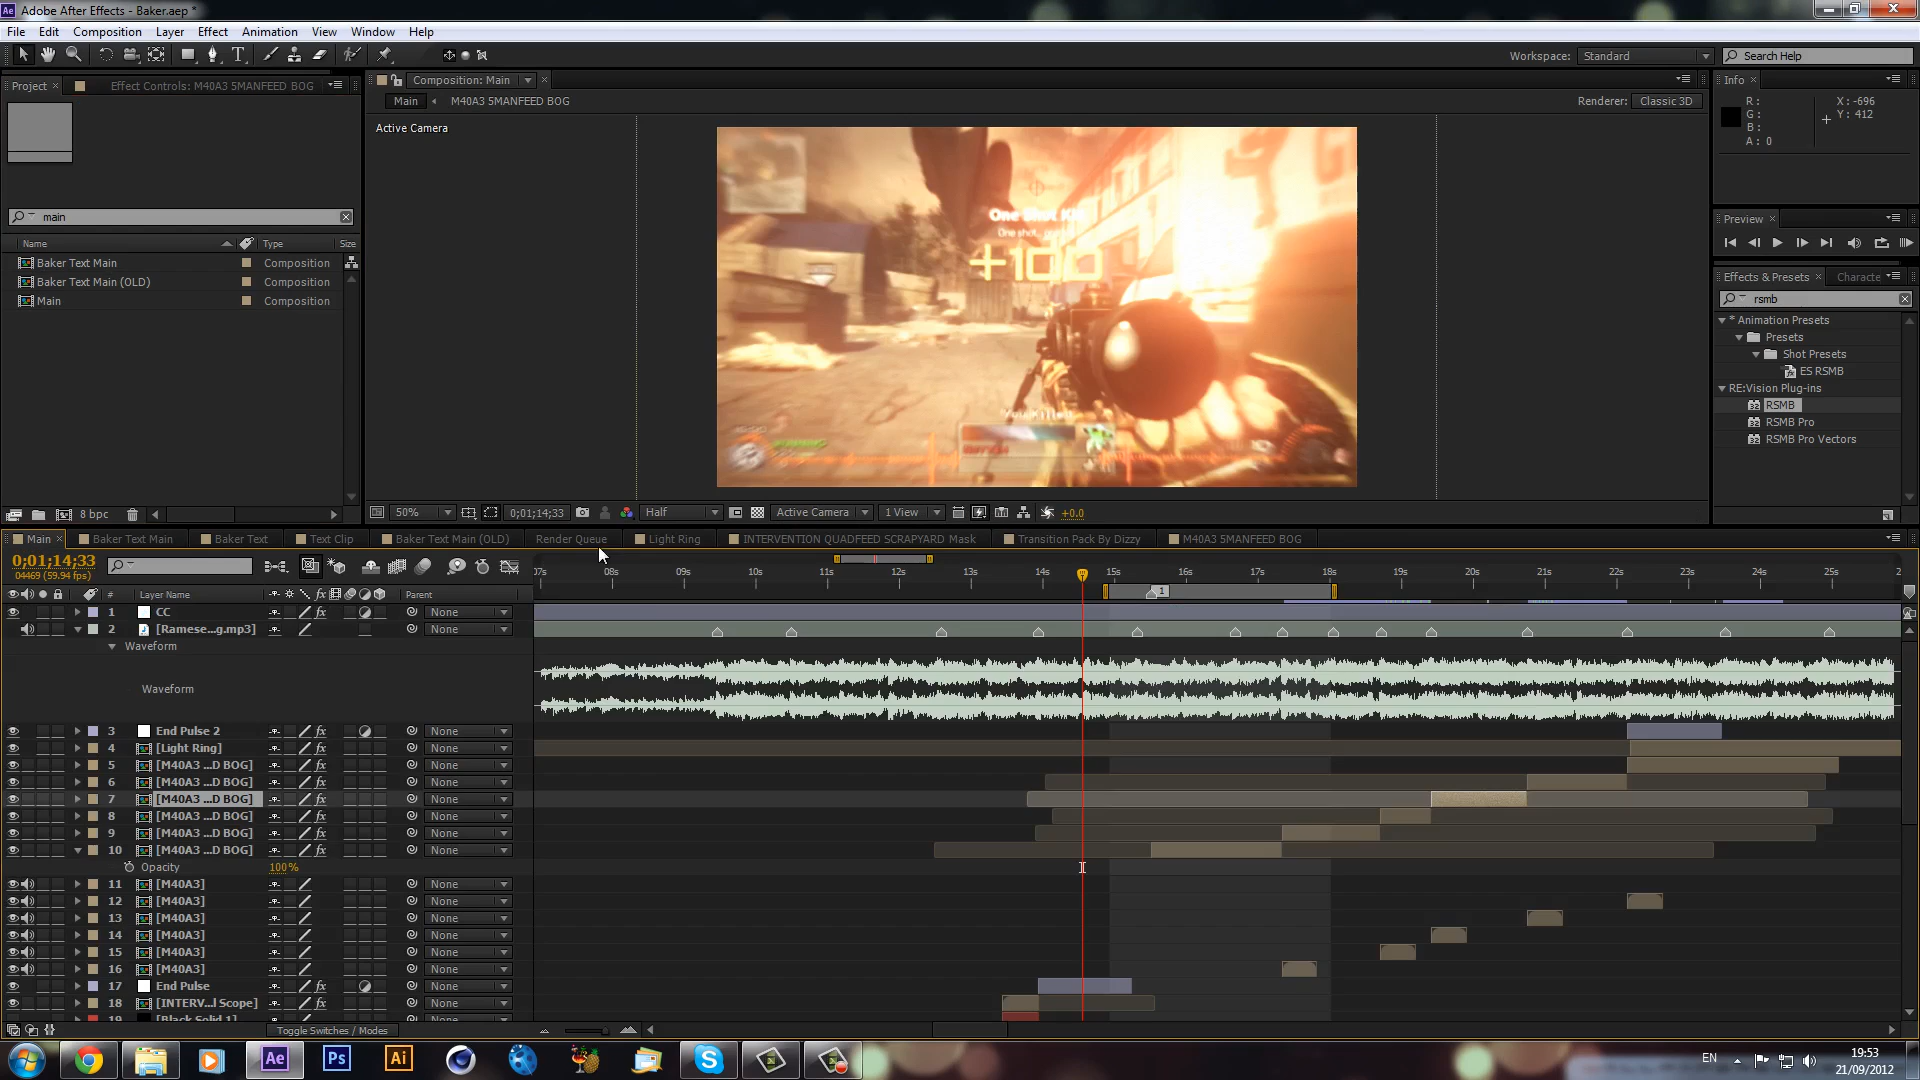 Adobe After Effects - Baker.aep *
File Edit Composition Layer Effect Animation View Window Help
Workspace: Standard Search Help
Project Effect Controls: M40A3 5MANFEED BOG
Composition: Main
Info
Main M40A3 5MANFEED BOG
Renderer: Classic 3D
R: X: -696
G: Y: 412
B:
A: 0
Active Camera
One Shot
One shot,
+100
main
Preview
Name Type Size
Baker Text Main Composition
Baker Text Main (OLD) Composition
Main Composition
Effects & Presets Characte
rsmb
* Animation Presets
Presets
Shot Presets
ES RSMB
RE:Vision Plug-ins
RSMB
RSMB Pro
RSMB Pro Vectors
8 bpc
50% 0;01;14;33 Half Active Camera 1 View +0.0
Main Baker Text Main Baker Text Text Clip Baker Text Main (OLD) Render Queue Light Ring INTERVENTION QUADFEED SCRAPYARD Mask Transition Pack By Dizzy M40A3 5MANFEED BOG
0;01;14;33
04469 (59.94 fps)
07s 08s 09s 10s 11s 12s 13s 14s 15s 16s 17s 18s 19s 20s 21s 22s 23s 24s 25s 2
# Layer Name Parent
1
1 CC None
2 [Ramese...g.mp3] None
Waveform
Waveform
3 End Pulse 2 None
4 [Light Ring] None
5 [M40A3 ...D BOG] None
6 [M40A3 ...D BOG] None
7 [M40A3 ...D BOG] None
8 [M40A3 ...D BOG] None
9 [M40A3 ...D BOG] None
10 [M40A3 ...D BOG] None
Opacity 100%
11 [M40A3] None
12 [M40A3] None
13 [M40A3] None
14 [M40A3] None
15 [M40A3] None
16 [M40A3] None
17 End Pulse None
18 [INTERV...l Scope] None
19 [Black Solid 1] None
Toggle Switches / Modes
Ae Ps Ai
EN 19:53
21/09/2012